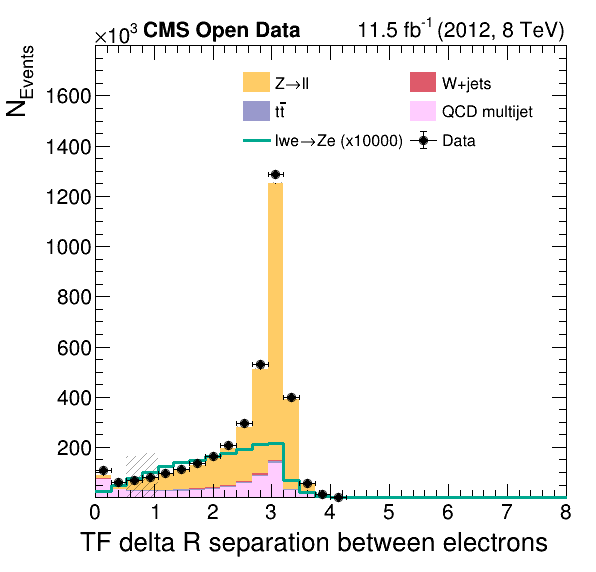 ×10³ CMS Open Data 11.5 fb⁻¹ (2012, 8 TeV)
N_Events
Z→ll W+jets
tt̄ QCD multijet
Iwe→Ze (x10000) Data
1600
1400
1200
1000
800
600
400
200
0 1 2 3 4 5 6 7 8
TF delta R separation between electrons